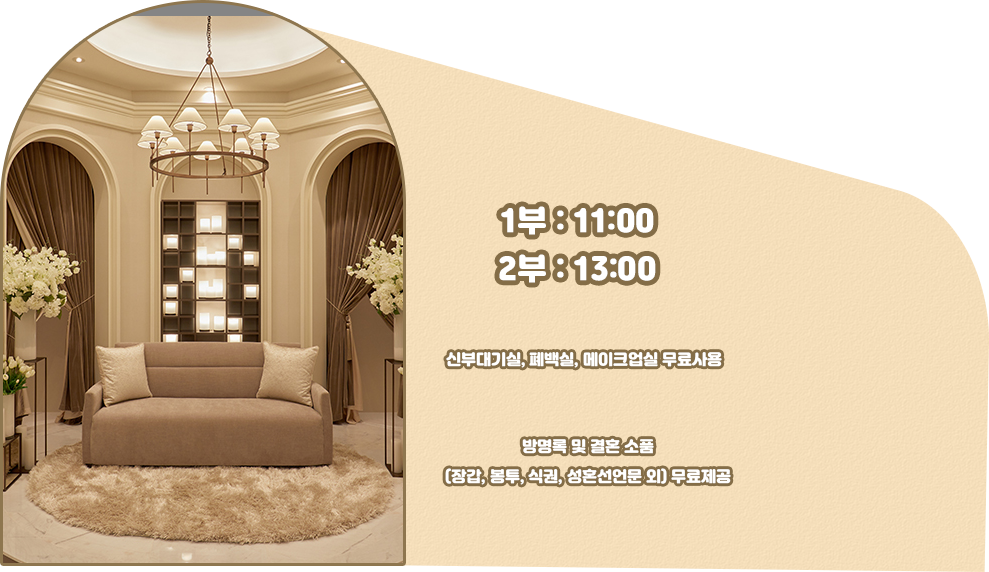 1부 : 11:00
2부 : 13:00
신부대기실, 폐백실, 메이크업실 무료사용
방명록 및 결혼 소품
(장갑, 봉투, 식권, 성혼선언문 외) 무료제공